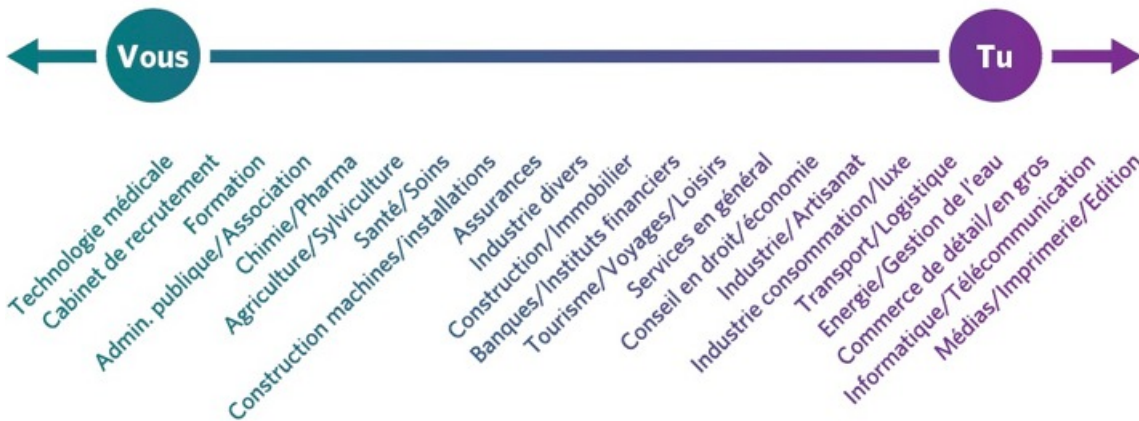 Vous
Tu
Technologie médicale
Cabinet de recrutement
Formation
Admin. publique/Association
Chimie/Pharma
Agriculture/Sylviculture
Santé/Soins
Construction machines/installations
Assurances
Industrie divers
Construction/Immobilier
Banques/Instituts financiers
Tourisme/Voyages/Loisirs
Services en général
Conseil en droit/économie
Industrie/Artisanat
Industrie consommation/luxe
Transport/Logistique
Energie/Gestion de l'eau
Commerce de détail/en gros
Informatique/Télécommunication
Médias/Imprimerie/Edition